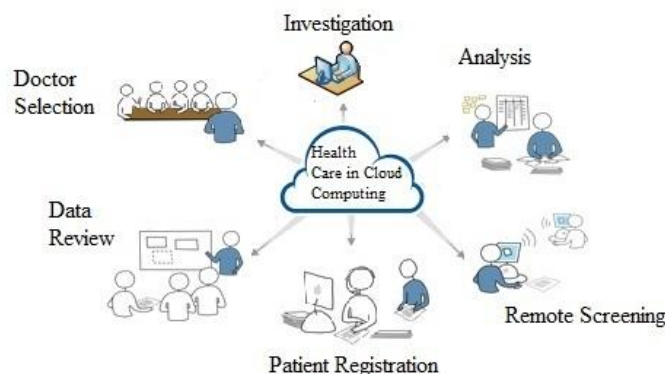 Investigation
Doctor
Selection
Analysis
Health
Care in Cloud
Computing
Data
Review
Remote Screening
Patient Registration